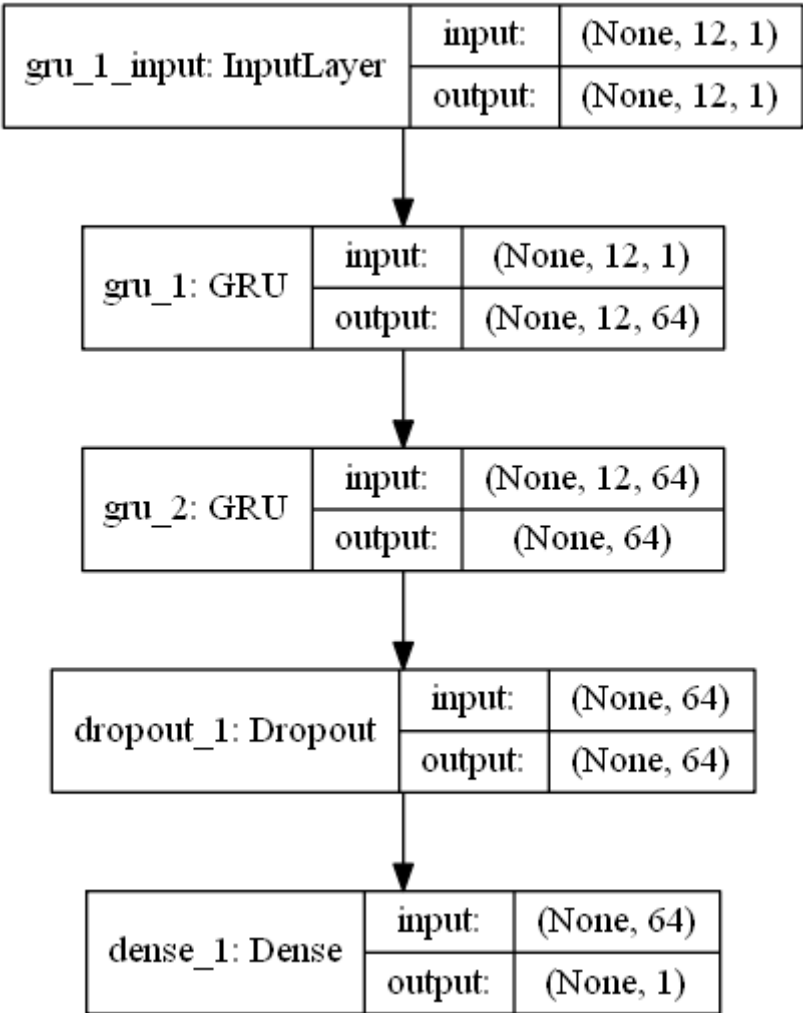 gru_1_input: InputLayer
input: (None, 12, 1)
output: (None, 12, 1)
gru_1: GRU
input: (None, 12, 1)
output: (None, 12, 64)
gru_2: GRU
input: (None, 12, 64)
output: (None, 64)
dropout_1: Dropout
input: (None, 64)
output: (None, 64)
dense_1: Dense
input: (None, 64)
output: (None, 1)